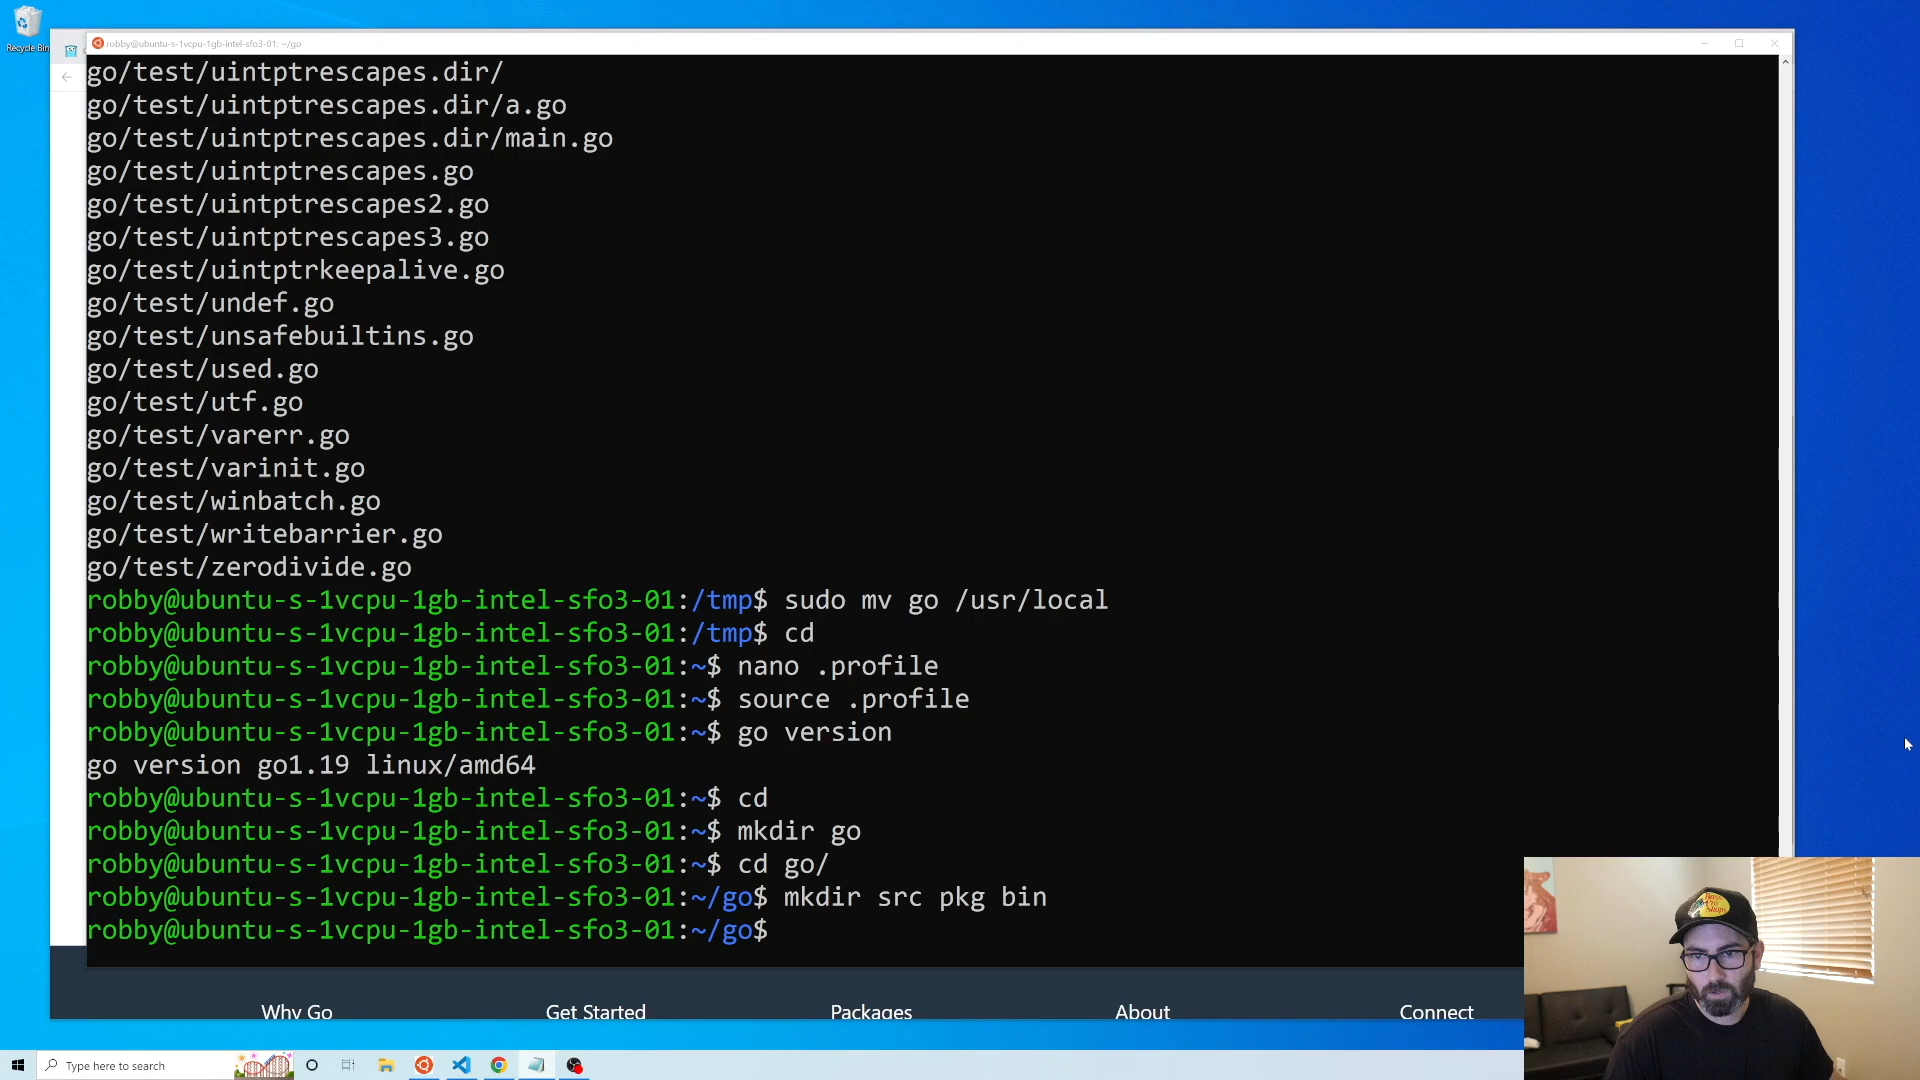 Recycle Bin
robby@ubuntu-s-1vcpu-1gb-intel-sfo3-01: ~/go
go/test/uintptrescapes.dir/
go/test/uintptrescapes.dir/a.go
go/test/uintptrescapes.dir/main.go
go/test/uintptrescapes.go
go/test/uintptrescapes2.go
go/test/uintptrescapes3.go
go/test/uintptrkeepalive.go
go/test/undef.go
go/test/unsafebuiltins.go
go/test/used.go
go/test/utf.go
go/test/varerr.go
go/test/varinit.go
go/test/winbatch.go
go/test/writebarrier.go
go/test/zerodivide.go
robby@ubuntu-s-1vcpu-1gb-intel-sfo3-01:/tmp$ sudo mv go /usr/local
robby@ubuntu-s-1vcpu-1gb-intel-sfo3-01:/tmp$ cd
robby@ubuntu-s-1vcpu-1gb-intel-sfo3-01:~$ nano .profile
robby@ubuntu-s-1vcpu-1gb-intel-sfo3-01:~$ source .profile
robby@ubuntu-s-1vcpu-1gb-intel-sfo3-01:~$ go version
go version go1.19 linux/amd64
robby@ubuntu-s-1vcpu-1gb-intel-sfo3-01:~$ cd
robby@ubuntu-s-1vcpu-1gb-intel-sfo3-01:~$ mkdir go
robby@ubuntu-s-1vcpu-1gb-intel-sfo3-01:~$ cd go/
robby@ubuntu-s-1vcpu-1gb-intel-sfo3-01:~/go$ mkdir src pkg bin
robby@ubuntu-s-1vcpu-1gb-intel-sfo3-01:~/go$
Bass Pro Shops
Why Go Get Started Packages About Connect
Type here to search